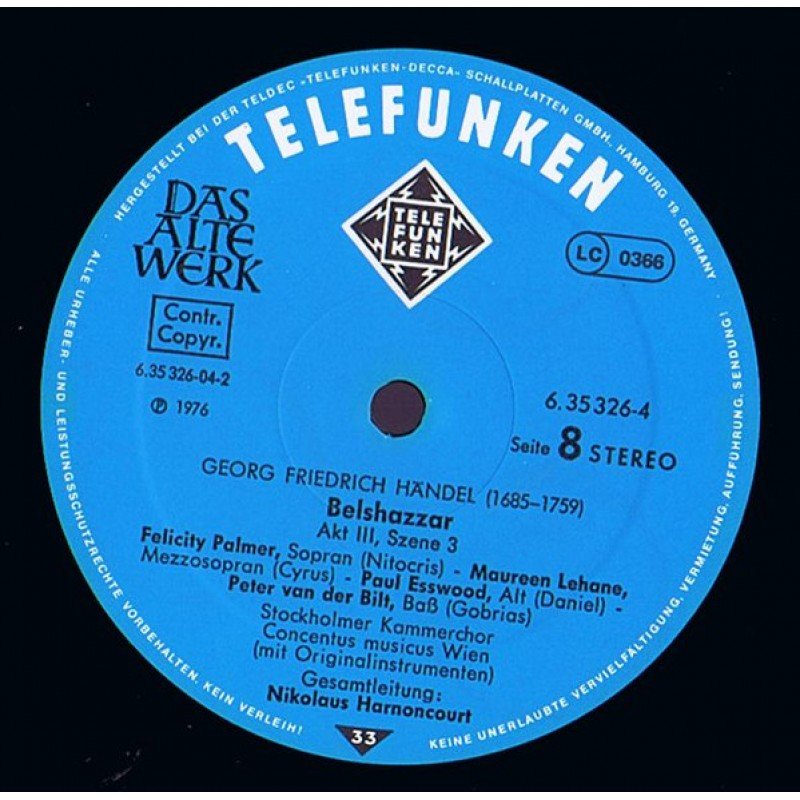 HERGESTELLT BEI DER TELDEC »TELEFUNKEN-DECCA« SCHALLPLATTEN GMBH., HAMBURG 19, GERMANY
TELEFUNKEN
DAS
ALTE
WERK
TELE
FUN
KEN
LC 0366
Contr.
Copyr.
6.35 326-04-2
℗ 1976
6.35326-4
Seite 8 STEREO
GEORG FRIEDRICH HÄNDEL (1685–1759)
Belshazzar
Akt III, Szene 3
Felicity Palmer, Sopran (Nitocris) - Maureen Lehane,
Mezzosopran (Cyrus) - Paul Esswood, Alt (Daniel) -
Peter van der Bilt, Baß (Gobrias)
Stockholmer Kammerchor
Concentus musicus Wien
(mit Originalinstrumenten)
Gesamtleitung:
Nikolaus Harnoncourt
33
ALLE URHEBER- UND LEISTUNGSSCHUTZRECHTE VORBEHALTEN. KEIN VERLEIH!
KEINE UNERLAUBTE VERVIELFÄLTIGUNG, VERMIETUNG, AUFFÜHRUNG, SENDUNG!